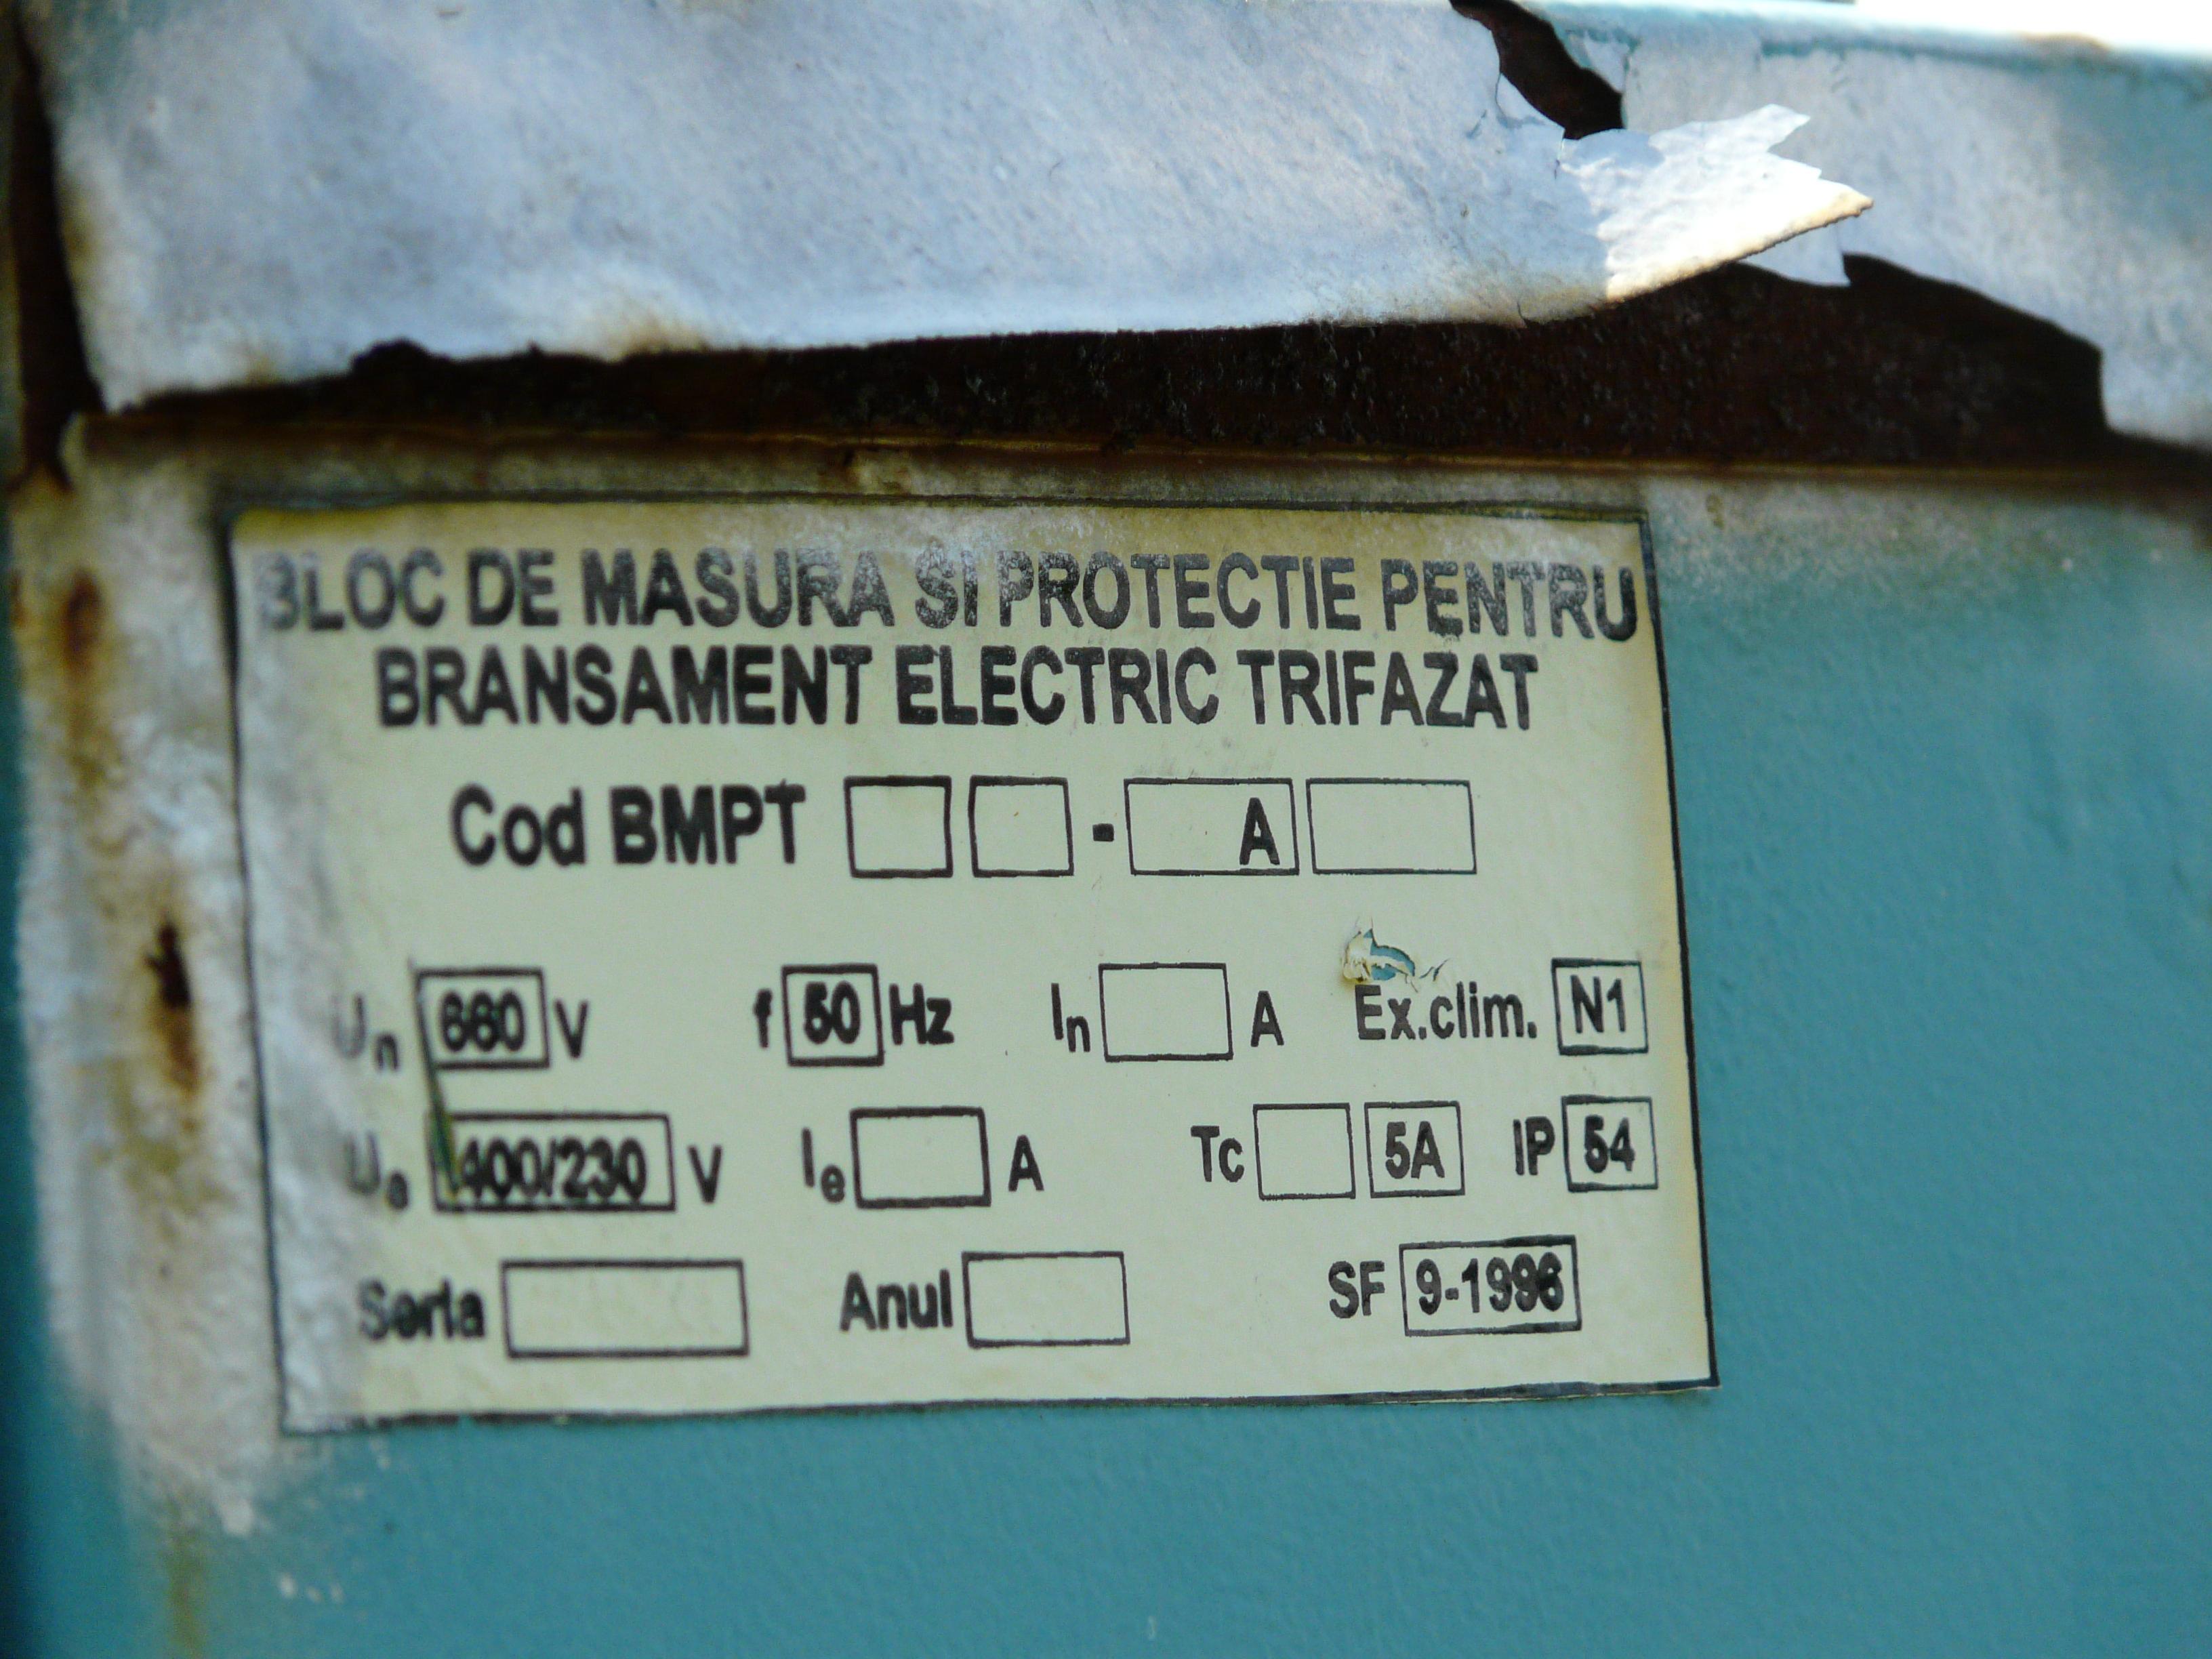 BLOC DE MASURA SI PROTECTIE PENTRU
BRANSAMENT ELECTRIC TRIFAZAT
Cod BMPT - A
Un 660 V f 50 Hz In A Ex.clim. N1
Ue 400/230 V Ie A Tc 5A IP 54
Seria Anul SF 9-1996